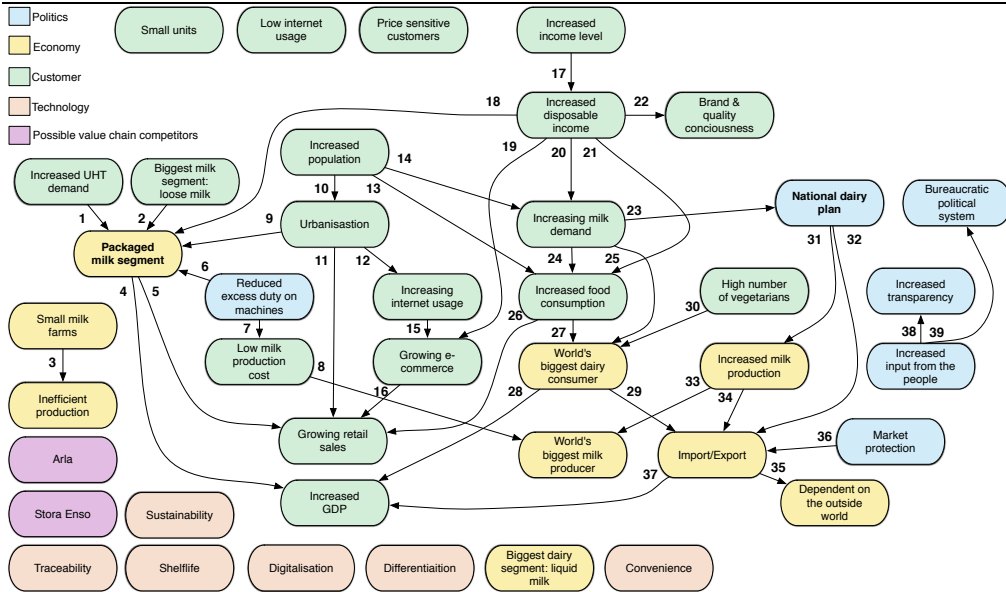 Politics
Economy
Customer
Technology
Possible value chain competitors
Small units
Low internet
usage
Price sensitive
customers
Increased
income level
17
18
Increased
disposable
income
22
Brand &
quality
conciousness
19
20
21
Increased UHT
demand
Biggest milk
segment:
loose milk
Increased
population
14
10
13
1
2
9
Urbanisastion
Increasing milk
demand
23
National dairy
plan
Bureaucratic
political
system
Packaged
milk segment
4
5
6
11
12
24
25
31
32
Reduced
excess duty on
machines
Increasing
internet usage
Increased food
consumption
High number
of vegetarians
Increased
transparency
Small milk
farms
7
15
26
27
30
38
39
3
Low milk
production
cost
8
Growing e-
commerce
World's
biggest dairy
consumer
Increased milk
production
Increased
input from the
people
16
28
29
33
34
Inefficient
production
Growing retail
sales
World's
biggest milk
producer
Import/Export
36
Market
protection
Arla
37
35
Stora Enso
Sustainability
Increased
GDP
Dependent on
the outside
world
Traceability
Shelflife
Digitalisation
Differentiaition
Biggest dairy
segment: liquid
milk
Convenience